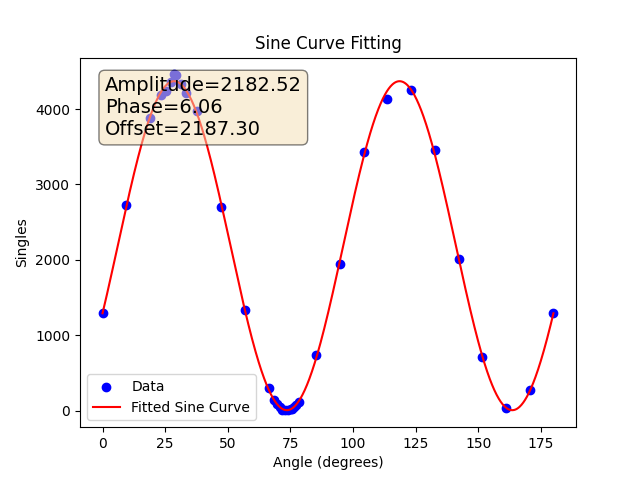 Sine Curve Fitting
Amplitude=2182.52
Phase=6.06
Offset=2187.30
4000
3000
2000
1000
0
Singles
Data
Fitted Sine Curve
0 25 50 75 100 125 150 175
Angle (degrees)